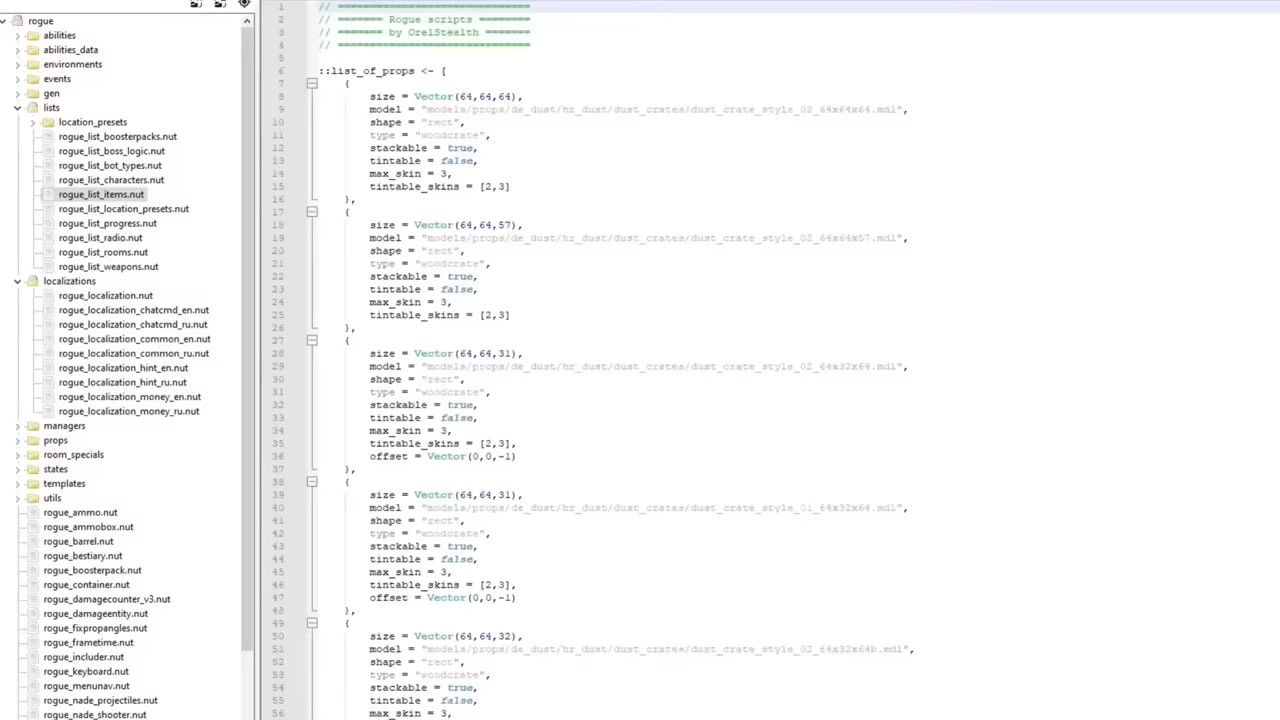 rogue
abilities
abilities_data
environments
events
gen
lists
location_presets
rogue_list_boosterpacks.nut
rogue_list_boss_logic.nut
rogue_list_bot_types.nut
rogue_list_characters.nut
rogue_list_items.nut
rogue_list_location_presets.nut
rogue_list_progress.nut
rogue_list_radio.nut
rogue_list_rooms.nut
rogue_list_weapons.nut
localizations
rogue_localization.nut
rogue_localization_chatcmd_en.nut
rogue_localization_chatcmd_ru.nut
rogue_localization_common_en.nut
rogue_localization_common_ru.nut
rogue_localization_hint_en.nut
rogue_localization_hint_ru.nut
rogue_localization_money_en.nut
rogue_localization_money_ru.nut
managers
props
room_specials
states
templates
utils
rogue_ammo.nut
rogue_ammobox.nut
rogue_barrel.nut
rogue_bestiary.nut
rogue_boosterpack.nut
rogue_container.nut
rogue_damagecounter_v3.nut
rogue_damageentity.nut
rogue_fixpropangles.nut
rogue_frametime.nut
rogue_includer.nut
rogue_keyboard.nut
rogue_menunav.nut
rogue_nade_projectiles.nut
rogue_nade_shooter.nut
1 // ==============================
2 // ======= Rogue scripts ========
3 // ======= by OrelStealth =======
4 // ==============================
5
6 ::list_of_props <- [
7 {
8 size = Vector(64,64,64),
9 model = "models/props/de_dust/hr_dust/dust_crates/dust_crate_style_02_64x64x64.mdl",
10 shape = "rect",
11 type = "woodcrate",
12 stackable = true,
13 tintable = false,
14 max_skin = 3,
15 tintable_skins = [2,3]
16 },
17 {
18 size = Vector(64,64,57),
19 model = "models/props/de_dust/hr_dust/dust_crates/dust_crate_style_02_64x64x57.mdl",
20 shape = "rect",
21 type = "woodcrate",
22 stackable = true,
23 tintable = false,
24 max_skin = 3,
25 tintable_skins = [2,3]
26 },
27 {
28 size = Vector(64,64,31),
29 model = "models/props/de_dust/hr_dust/dust_crates/dust_crate_style_02_64x32x64.mdl",
30 shape = "rect",
31 type = "woodcrate",
32 stackable = true,
33 tintable = false,
34 max_skin = 3,
35 tintable_skins = [2,3],
36 offset = Vector(0,0,-1)
37 },
38 {
39 size = Vector(64,64,31),
40 model = "models/props/de_dust/hr_dust/dust_crates/dust_crate_style_01_64x32x64.mdl",
41 shape = "rect",
42 type = "woodcrate",
43 stackable = true,
44 tintable = false,
45 max_skin = 3,
46 tintable_skins = [2,3],
47 offset = Vector(0,0,-1)
48 },
49 {
50 size = Vector(64,64,32),
51 model = "models/props/de_dust/hr_dust/dust_crates/dust_crate_style_02_64x32x64b.mdl",
52 shape = "rect",
53 type = "woodcrate",
54 stackable = true,
55 tintable = false,
56 max_skin = 3,